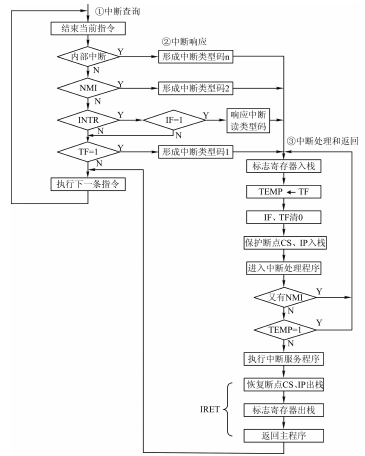 ①中断查询
结束当前指令
②中断响应
内部中断
Y
形成中断类型码n
N
NMI
Y
形成中断类型码2
N
INTR
Y
IF=1
Y
响应中断
读类型码
N
N
③中断处理和返回
TF=1
Y
形成中断类型码1
N
标志寄存器入栈
执行下一条指令
TEMP ← TF
IF、TF清0
保护断点CS、IP入栈
进入中断处理程序
又有NMI
Y
N
TEMP=1
Y
N
执行中断服务程序
恢复断点CS、IP出栈
IRET
标志寄存器出栈
返回主程序